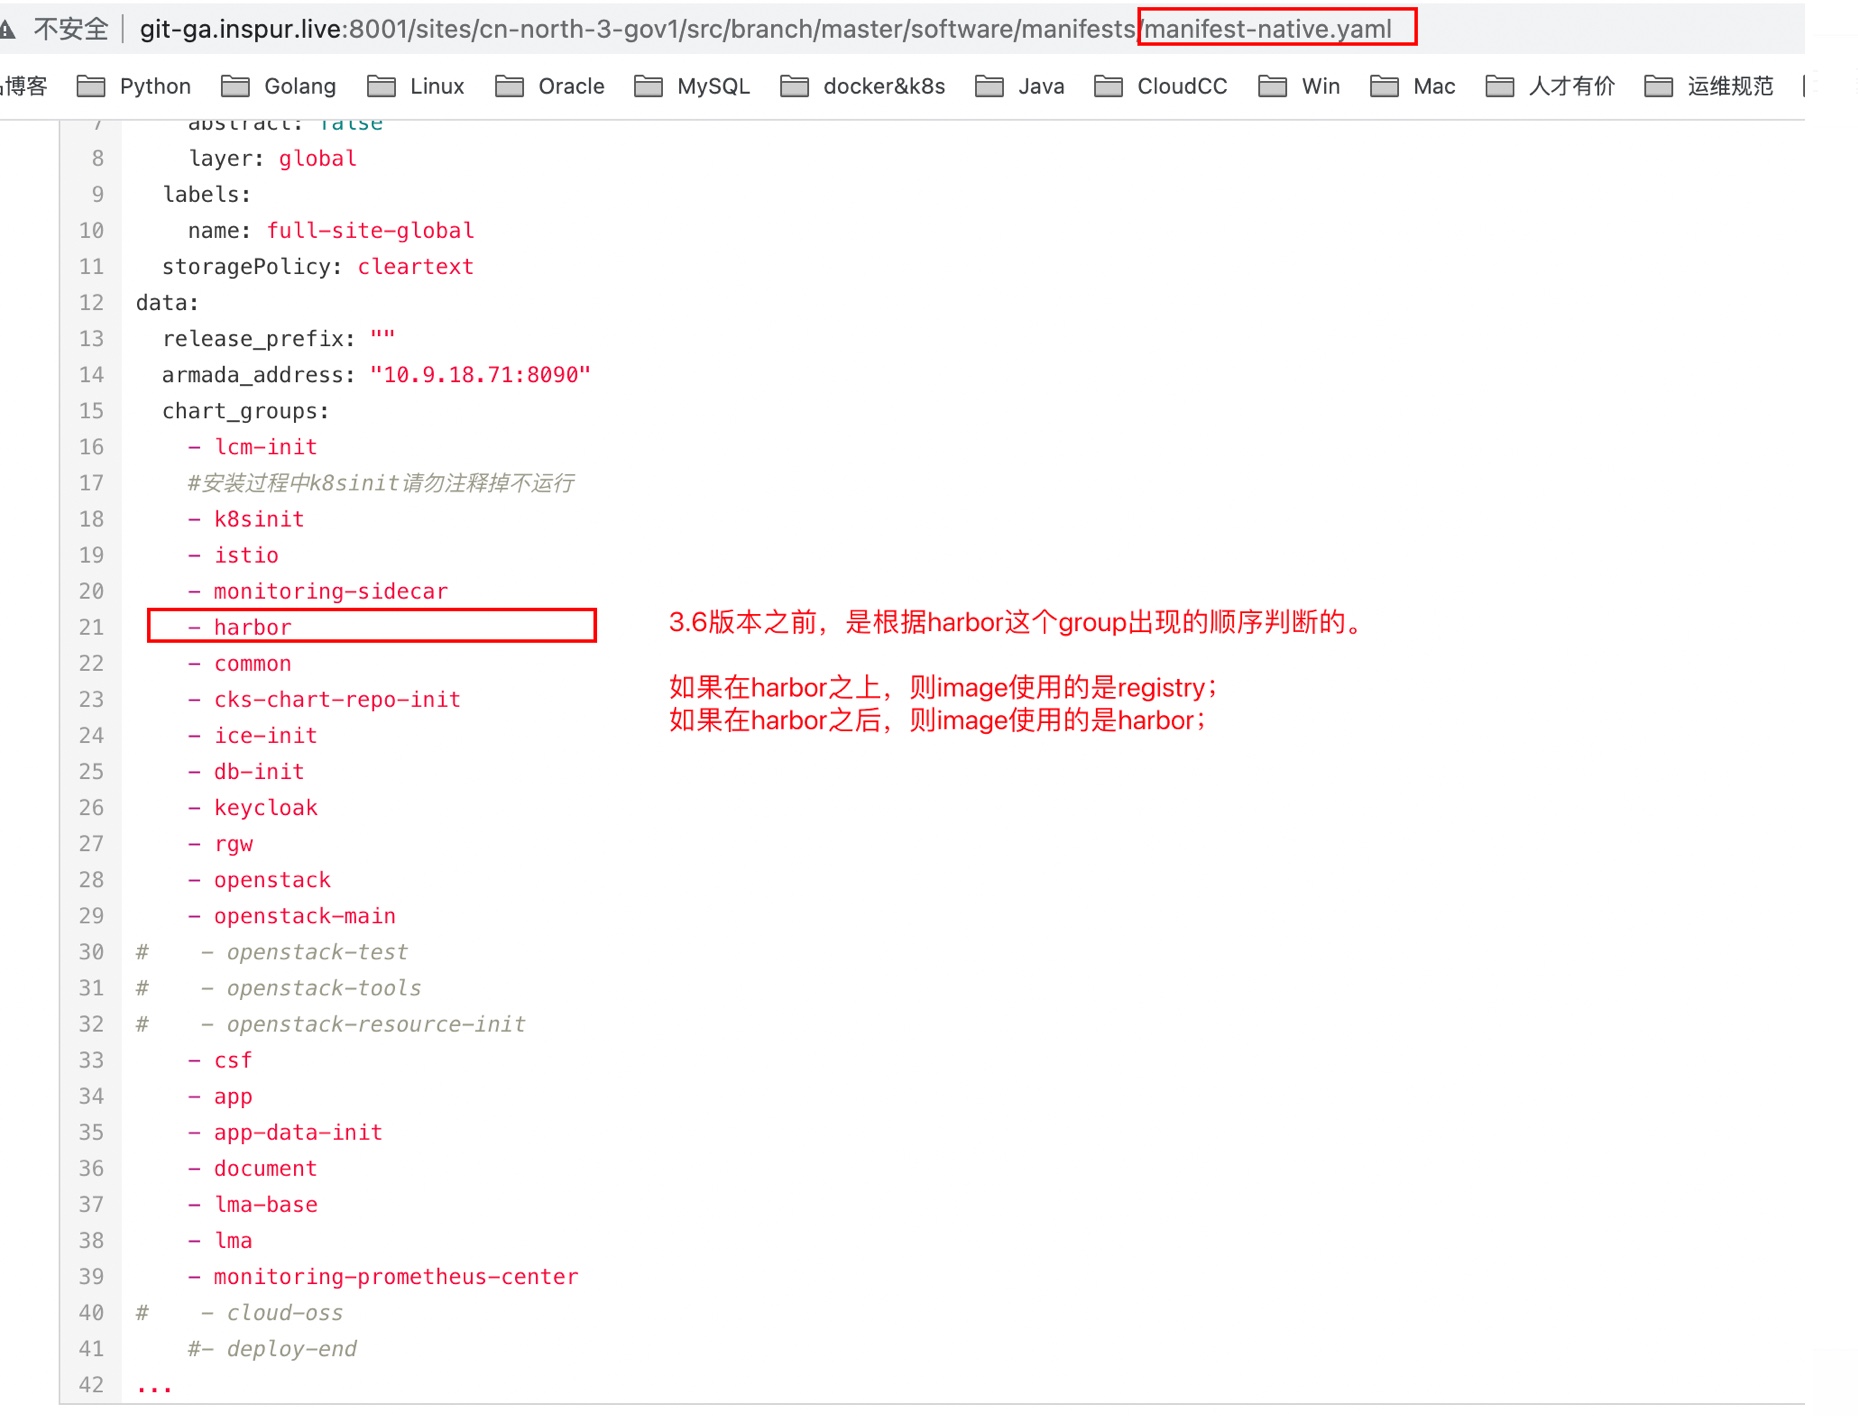 不安全 | git-ga.inspur.live:8001/sites/cn-north-3-gov1/src/branch/master/software/manifests/manifest-native.yaml
博客 Python Golang Linux Oracle MySQL docker&k8s Java CloudCC Win Mac 人才有价 运维规范
7 abstract: false
8 layer: global
9 labels:
10 name: full-site-global
11 storagePolicy: cleartext
12 data:
13 release_prefix: ""
14 armada_address: "10.9.18.71:8090"
15 chart_groups:
16 - lcm-init
17 #安装过程中k8sinit请勿注释掉不运行
18 - k8sinit
19 - istio
20 - monitoring-sidecar
21 - harbor
3.6版本之前，是根据harbor这个group出现的顺序判断的。
22 - common
23 - cks-chart-repo-init
如果在harbor之上，则image使用的是registry；
如果在harbor之后，则image使用的是harbor；
24 - ice-init
25 - db-init
26 - keycloak
27 - rgw
28 - openstack
29 - openstack-main
30 # - openstack-test
31 # - openstack-tools
32 # - openstack-resource-init
33 - csf
34 - app
35 - app-data-init
36 - document
37 - lma-base
38 - lma
39 - monitoring-prometheus-center
40 # - cloud-oss
41 #- deploy-end
42 ...